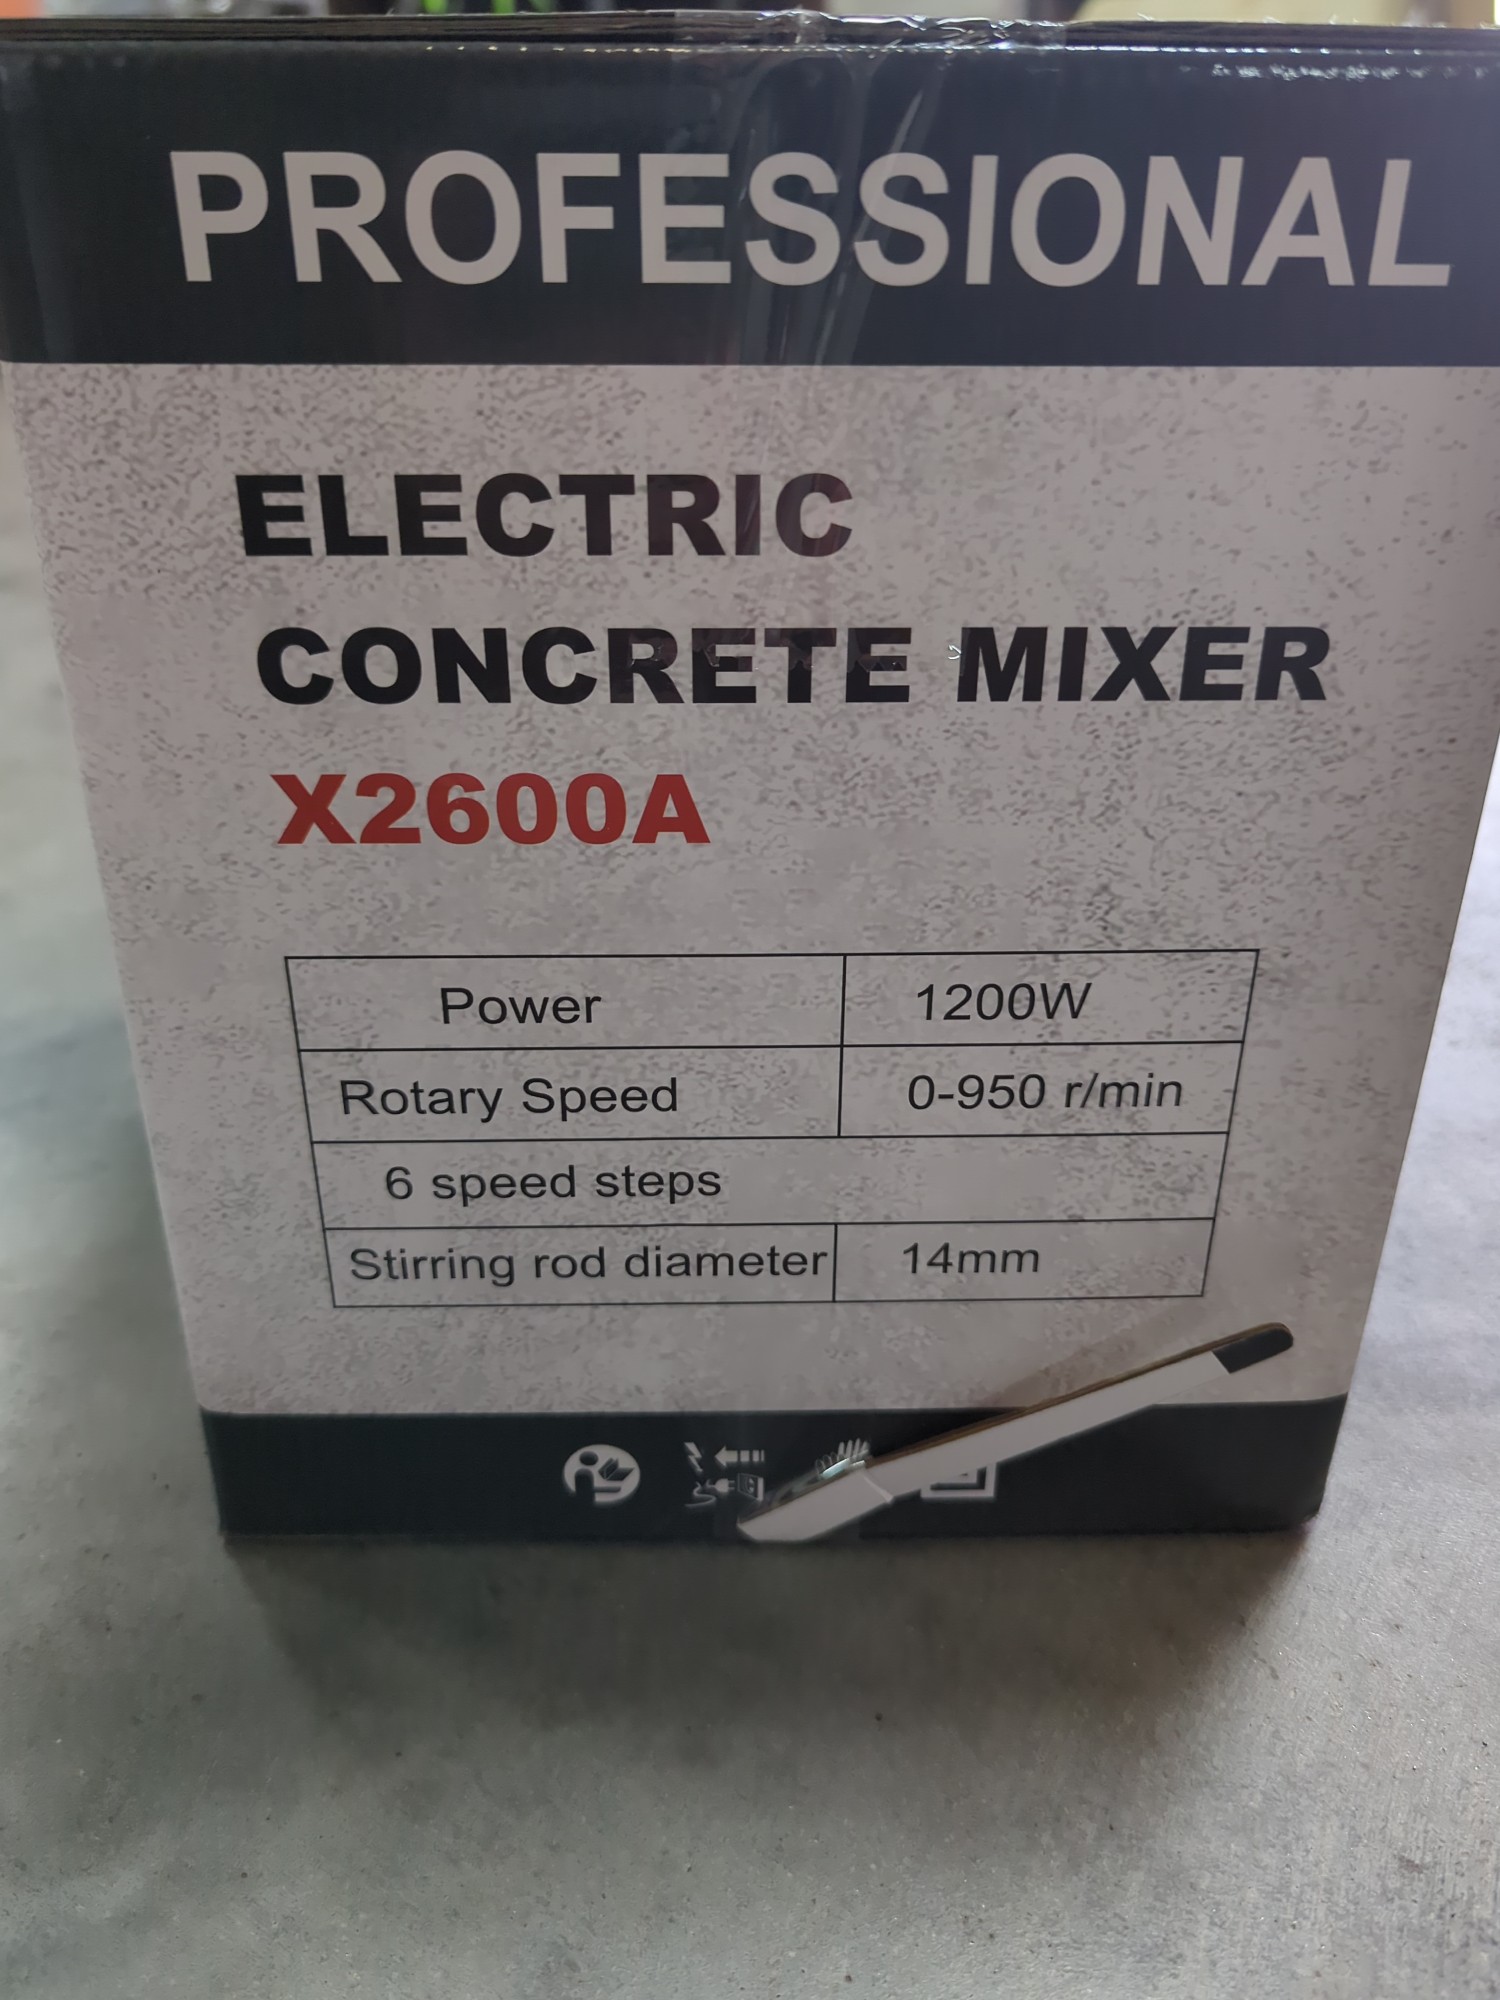 PROFESSIONAL
ELECTRIC
CONCRETE MIXER
X2600A
Power 1200W
Rotary Speed 0-950 r/min
6 speed steps
Stirring rod diameter 14mm